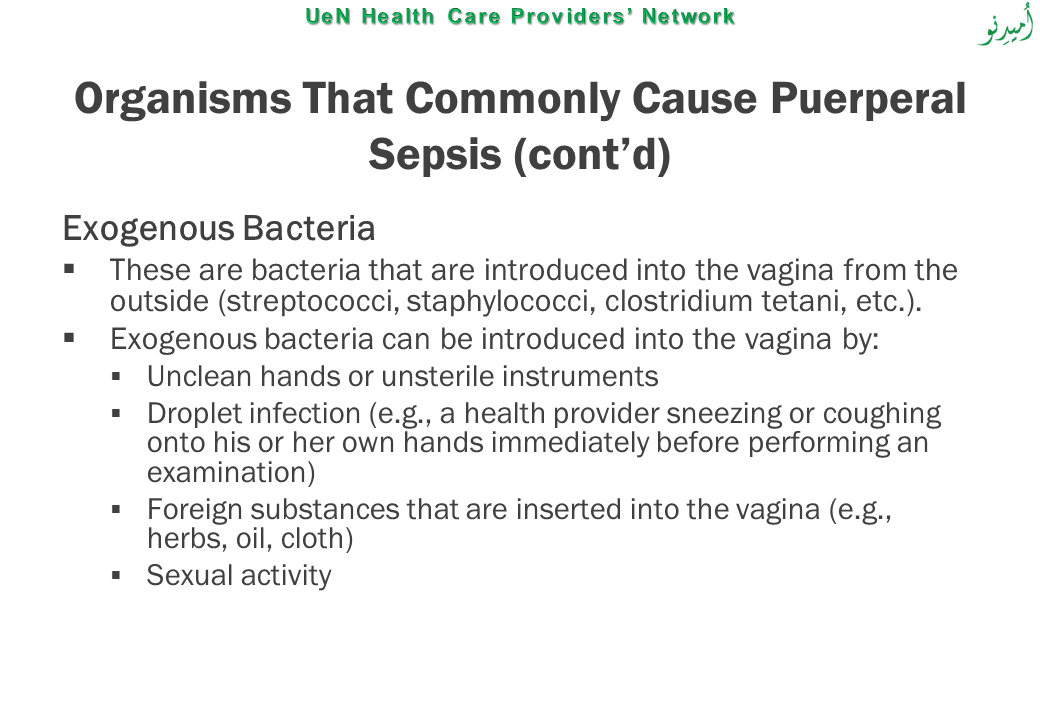 UeN Health Care Providers’ Network
اُمیدِنو
Organisms That Commonly Cause Puerperal
Sepsis (cont’d)
Exogenous Bacteria
▪ These are bacteria that are introduced into the vagina from the
outside (streptococci, staphylococci, clostridium tetani, etc.).
▪ Exogenous bacteria can be introduced into the vagina by:
▪ Unclean hands or unsterile instruments
▪ Droplet infection (e.g., a health provider sneezing or coughing
onto his or her own hands immediately before performing an
examination)
▪ Foreign substances that are inserted into the vagina (e.g.,
herbs, oil, cloth)
▪ Sexual activity